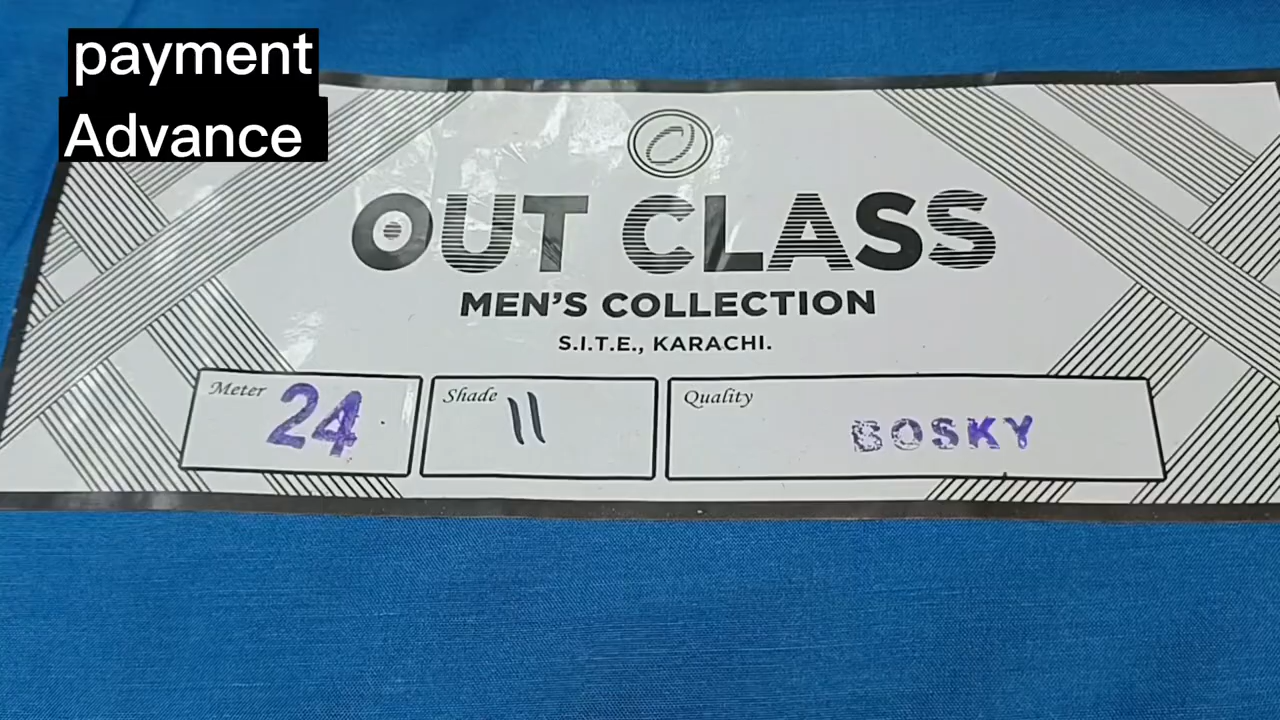 payment
Advance
OUT CLASS
MEN'S COLLECTION
S.I.T.E., KARACHI.
Meter 24
Shade 11
Quality BOSKY